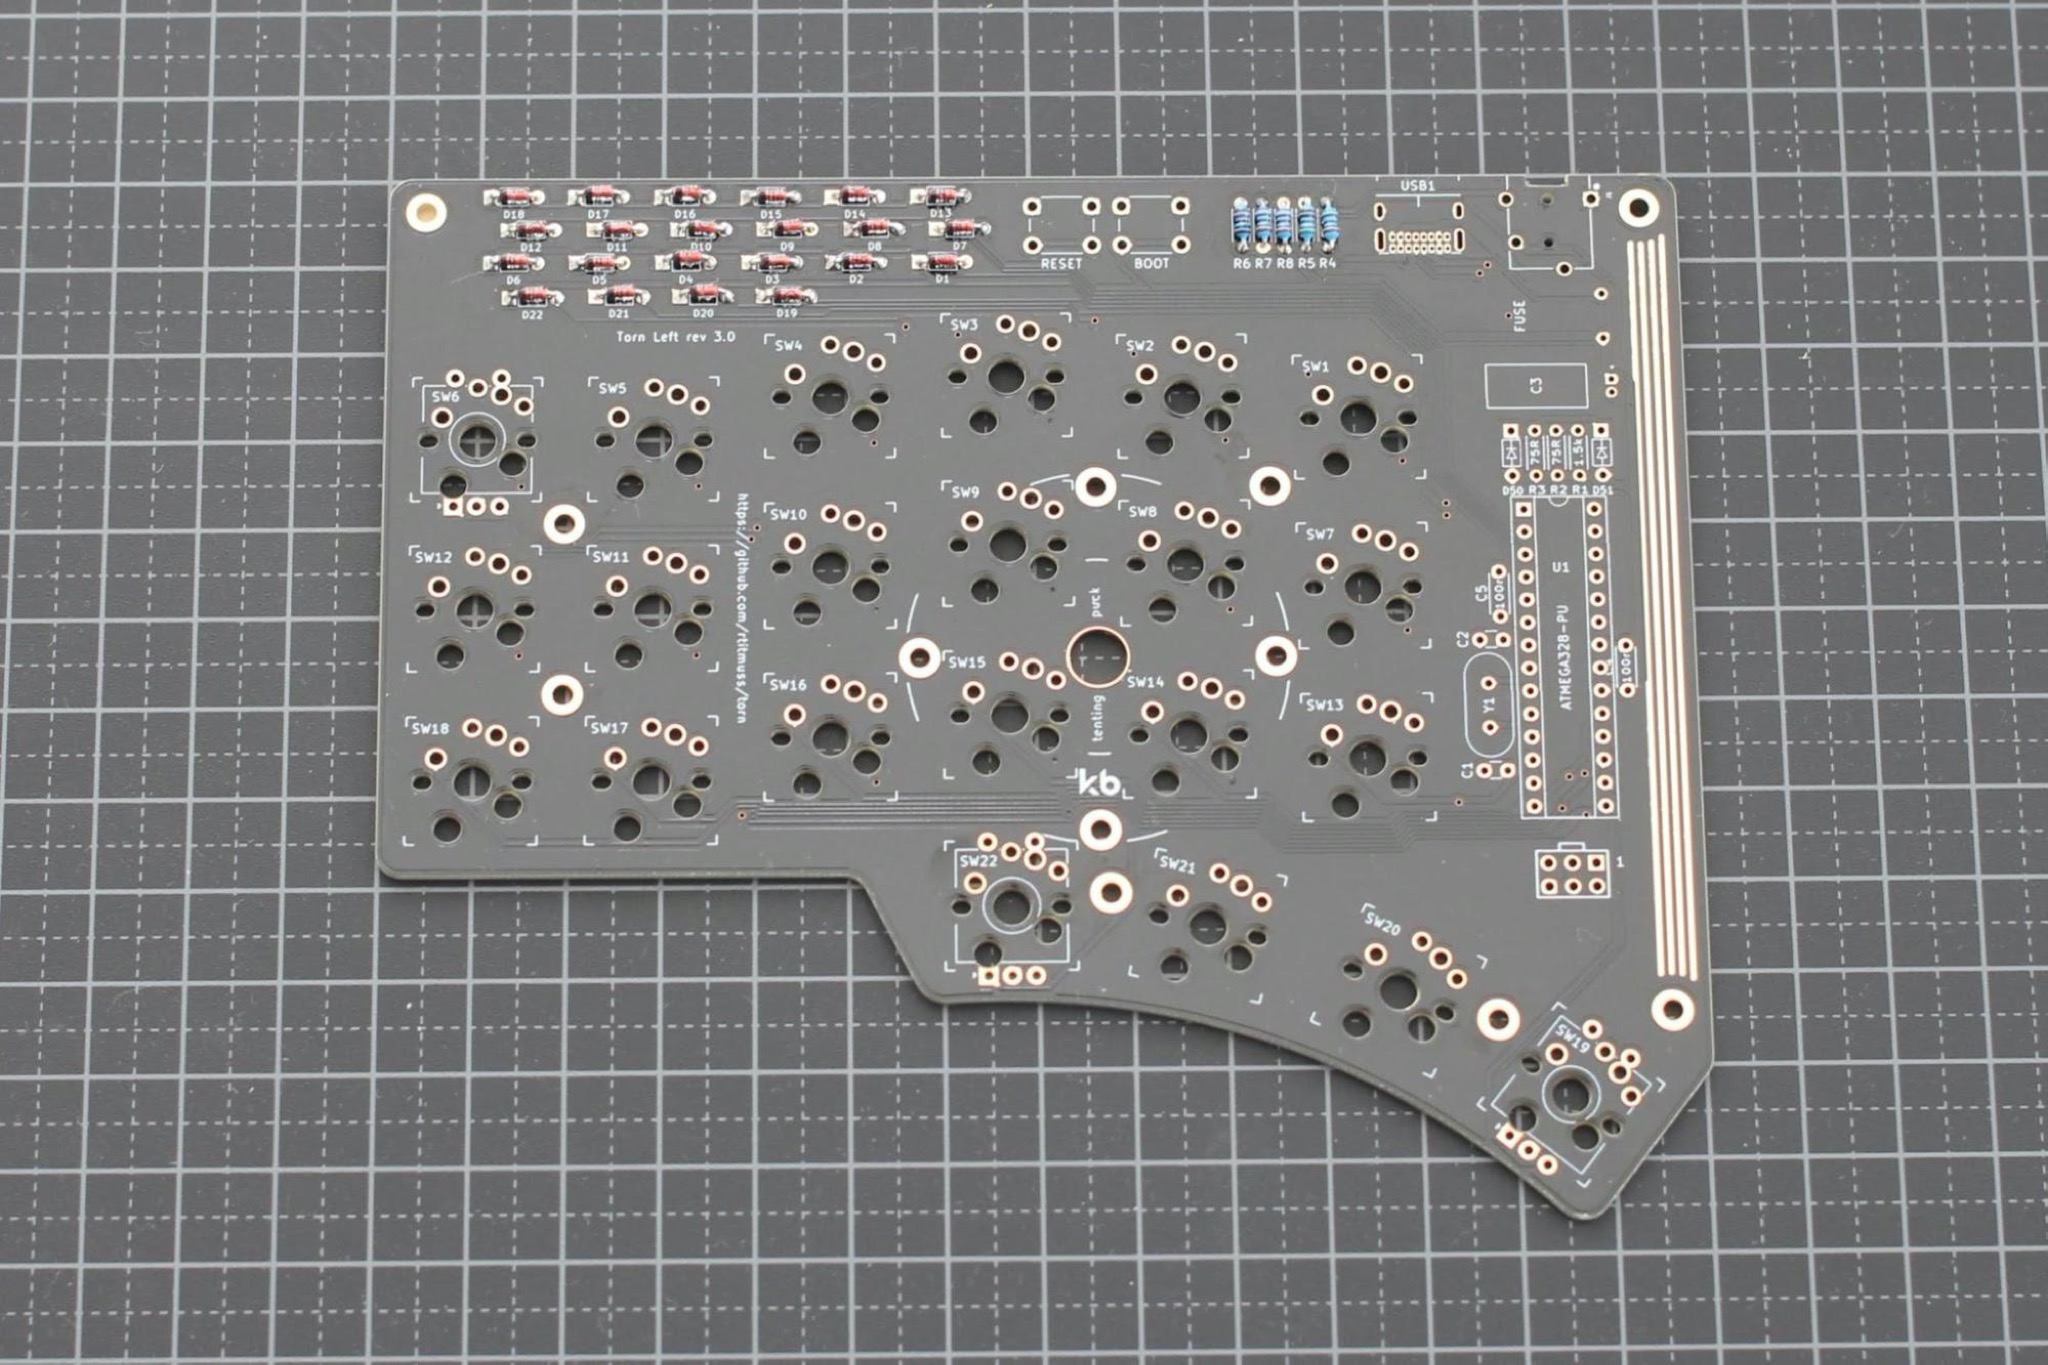 USB1
D18 D17 D16 D15 D14 D13
D12 D11 D10 D9 D8 D7
RESET BOOT R6 R7 R8 R5 R4
D6 D5 D4 D3 D2 D1
D22 D21 D20 D19
FUSE
Torn Left rev 3.0
SW4 SW3 SW2 SW1
C3
SW6 SW5
75R 75R 1.5k
D50 R3 R2 R1 D51
SW10 SW9 SW8 SW7
https://github.com/rtitmuss/torn
SW12 SW11
puck
U1
ATMEGA328-PU
C5
100n
C2
100n
SW16 SW15 SW14 SW13
tenting
Y1
SW18 SW17
C1
kb
1
SW22 SW21
SW20
SW19